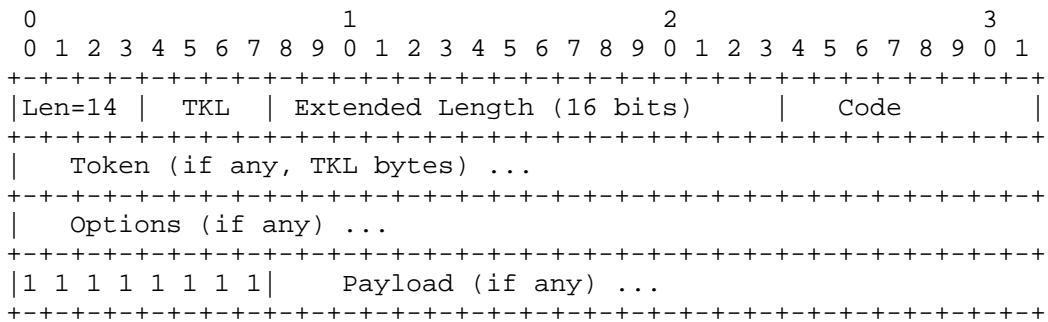 0                   1                   2                   3
 0 1 2 3 4 5 6 7 8 9 0 1 2 3 4 5 6 7 8 9 0 1 2 3 4 5 6 7 8 9 0 1
+-+-+-+-+-+-+-+-+-+-+-+-+-+-+-+-+-+-+-+-+-+-+-+-+-+-+-+-+-+-+-+-+
|Len=14 |  TKL  | Extended Length (16 bits)     |   Code        |
+-+-+-+-+-+-+-+-+-+-+-+-+-+-+-+-+-+-+-+-+-+-+-+-+-+-+-+-+-+-+-+-+
|   Token (if any, TKL bytes) ...
+-+-+-+-+-+-+-+-+-+-+-+-+-+-+-+-+-+-+-+-+-+-+-+-+-+-+-+-+-+-+-+-+
|   Options (if any) ...
+-+-+-+-+-+-+-+-+-+-+-+-+-+-+-+-+-+-+-+-+-+-+-+-+-+-+-+-+-+-+-+-+
|1 1 1 1 1 1 1 1|    Payload (if any) ...
+-+-+-+-+-+-+-+-+-+-+-+-+-+-+-+-+-+-+-+-+-+-+-+-+-+-+-+-+-+-+-+-+